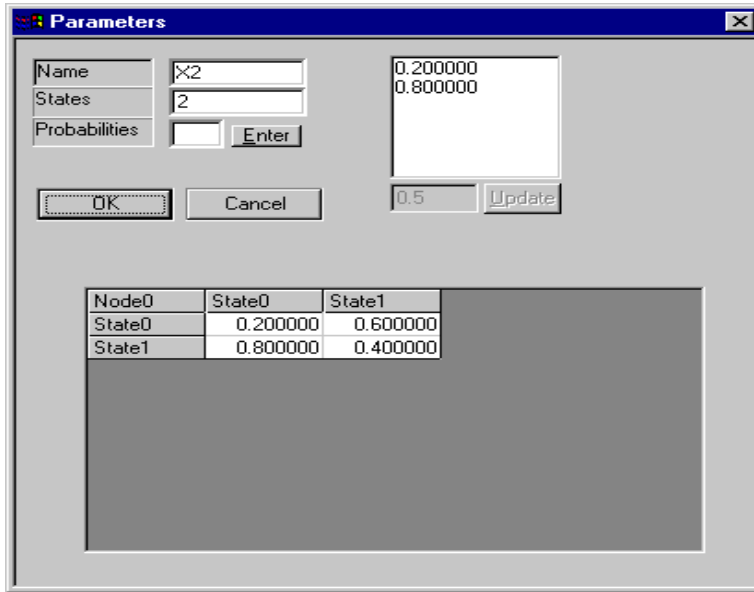 Parameters
Name
X2
States
2
Probabilities
Enter
0.200000
0.800000
OK
Cancel
0.5
Update
Node0 State0 State1
State0 0.200000 0.600000
State1 0.800000 0.400000